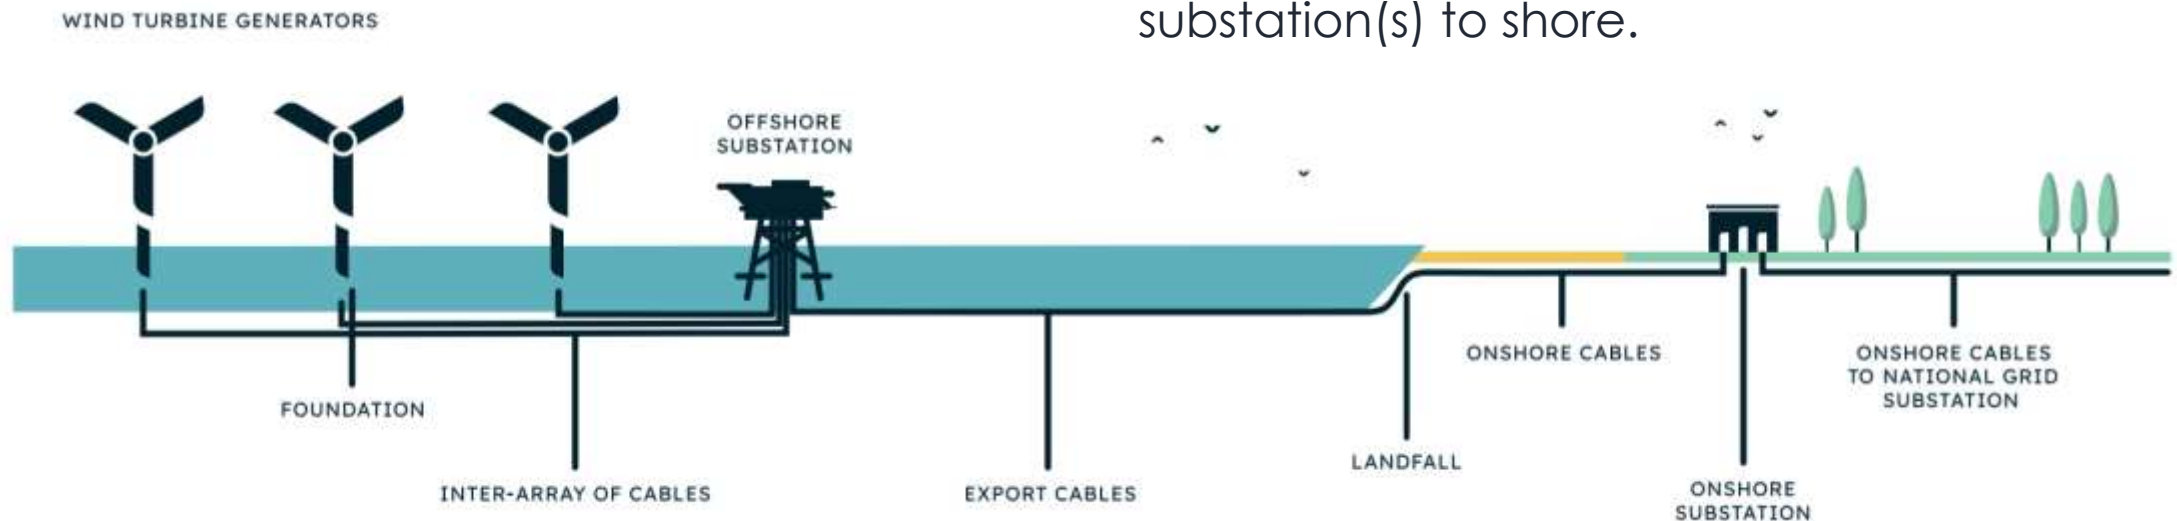 WIND TURBINE GENERATORS
substation(s) to shore.
OFFSHORE
SUBSTATION
FOUNDATION
INTER-ARRAY OF CABLES
EXPORT CABLES
LANDFALL
ONSHORE CABLES
ONSHORE
SUBSTATION
ONSHORE CABLES
TO NATIONAL GRID
SUBSTATION